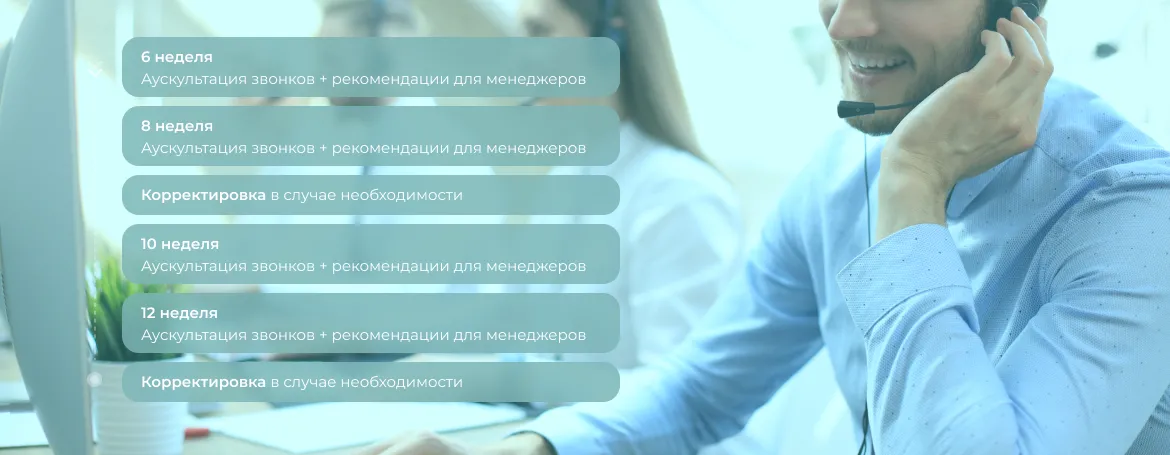 6 неделя
Аускультация звонков + рекомендации для менеджеров
8 неделя
Аускультация звонков + рекомендации для менеджеров
Корректировка в случае необходимости
10 неделя
Аускультация звонков + рекомендации для менеджеров
12 неделя
Аускультация звонков + рекомендации для менеджеров
Корректировка в случае необходимости